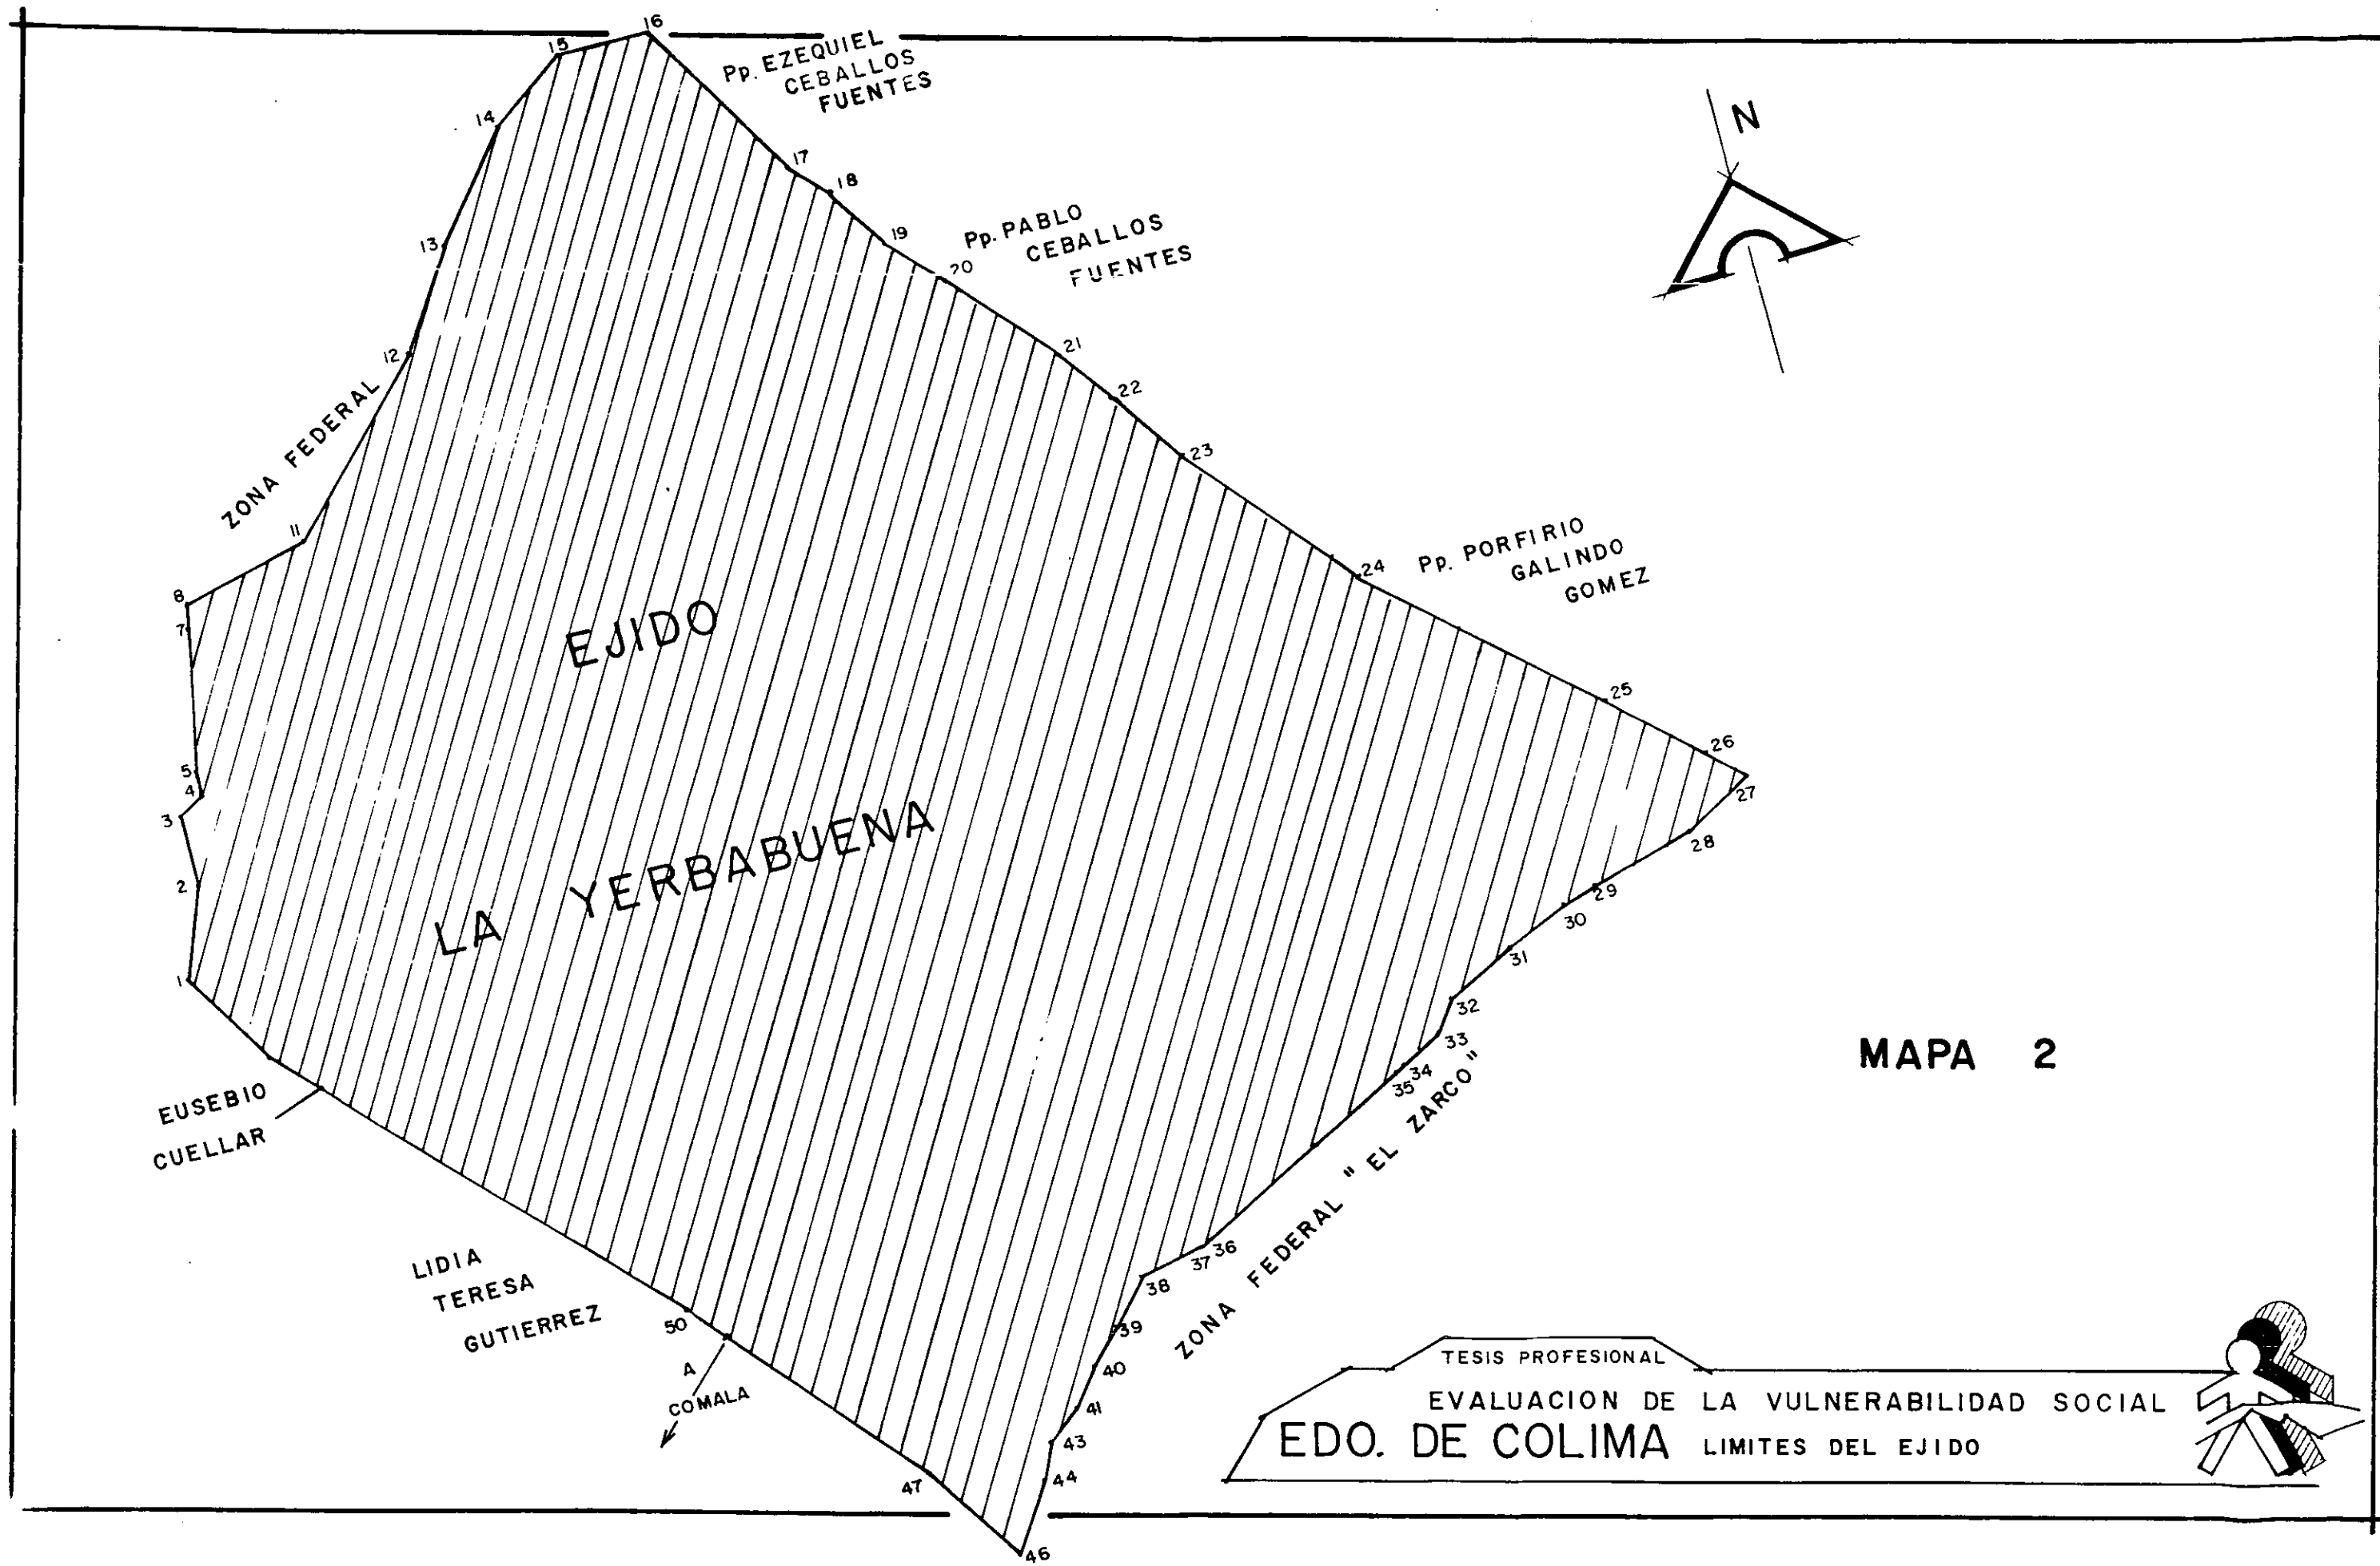 16
15
Pp. EZEQUIEL
CEBALLOS
FUENTES
14
17
18
13
19
Pp. PABLO
CEBALLOS
FUENTES
20
N
12
21
22
ZONA FEDERAL
23
11
24
Pp. PORFIRIO
GALINDO
GOMEZ
8
7
EJIDO
25
26
27
5
4
3
28
LA YERBABUENA
2
29
30
31
1
32
33
34
35
MAPA 2
EUSEBIO
CUELLAR
ZONA FEDERAL " EL ZARCO"
36
37
38
LIDIA
TERESA
GUTIERREZ
50
39
40
A
COMALA
41
43
44
47
46
TESIS PROFESIONAL
EVALUACION DE LA VULNERABILIDAD SOCIAL
EDO. DE COLIMA LIMITES DEL EJIDO